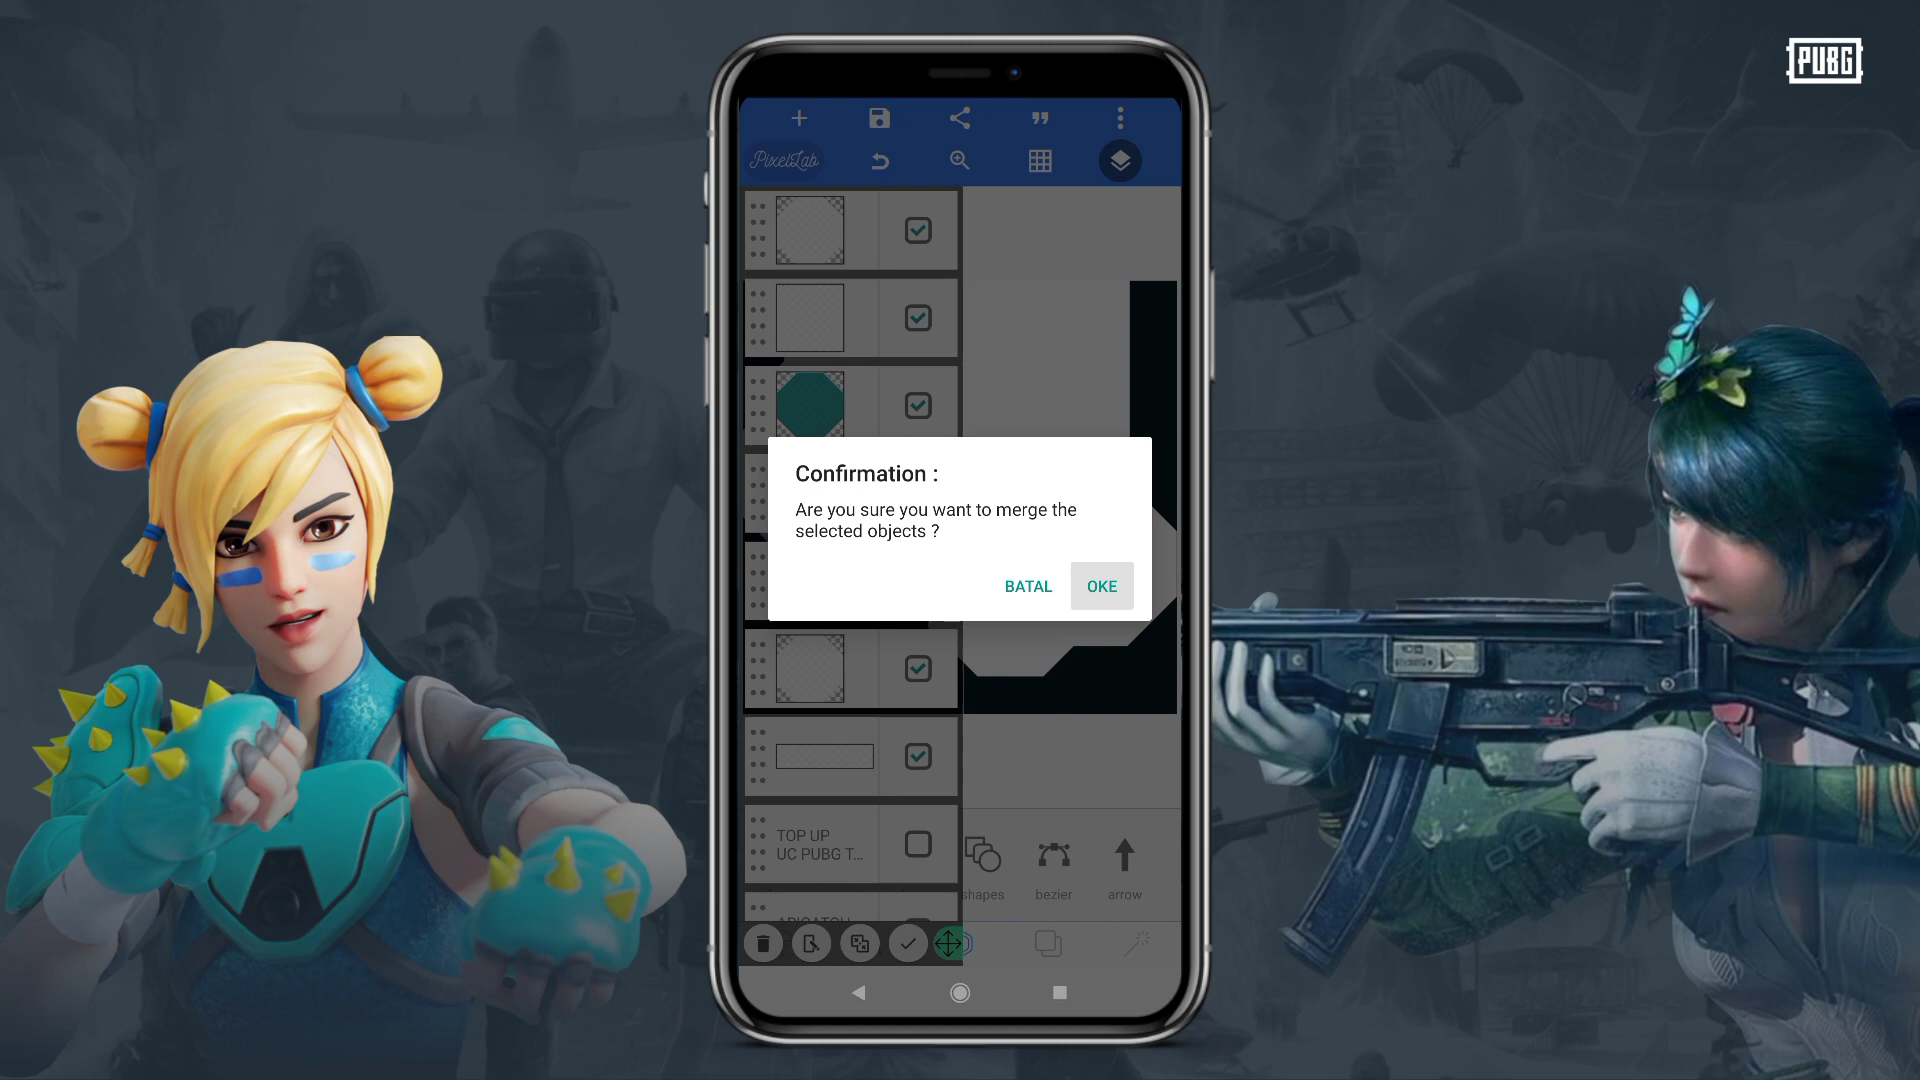 PUBG
PixelLab
Confirmation :
Are you sure you want to merge the
selected objects ?
BATAL
OKE
TOP UP
UC PUBG T...
shapes
bezier
arrow